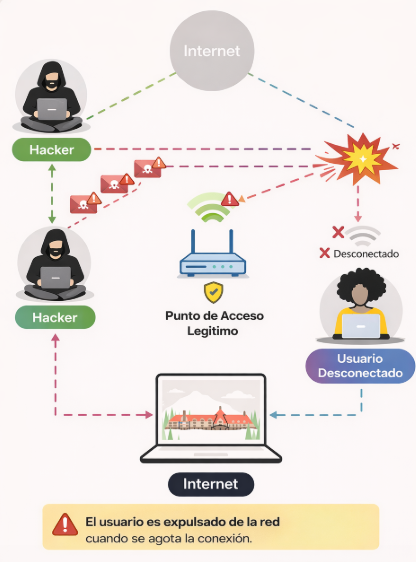 Internet
Hacker
Desconectado
Hacker
Punto de Acceso
Legitimo
Usuario
Desconectado
Internet
El usuario es expulsado de la red
cuando se agota la conexión.